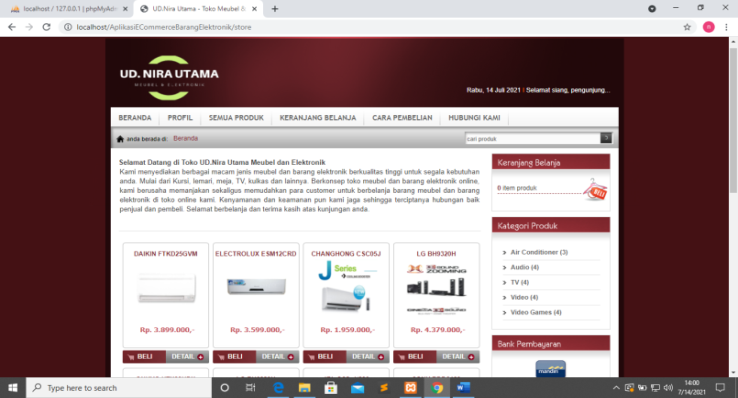 localhost / 127.0.0.1 | phpMyAdm
UD.Nira Utama - Toko Meubel &
localhost/AplikasiECommerceBarangElektronik/store
UD. NIRA UTAMA
MEUBEL & ELEKTRONIK
Rabu, 14 Juli 2021 | Selamat siang, pengunjung...
BERANDA PROFIL SEMUA PRODUK KERANJANG BELANJA CARA PEMBELIAN HUBUNGI KAMI
anda berada di: Beranda
cari produk
Selamat Datang di Toko UD.Nira Utama Meubel dan Elektronik
Kami menyediakan berbagai macam jenis meubel dan barang elektronik berkualitas tinggi untuk segala kebutuhan
anda. Mulai dari Kursi, lemari, meja, TV, kulkas dan lainnya. Berkonsep toko meubel dan barang elektronik online,
kami berusaha memanjakan sekaligus memudahkan para customer untuk berbelanja barang meubel dan barang
elektronik di toko online kami. Kenyamanan dan keamanan pun kami jaga sehingga terciptanya hubungan baik
penjual dan pembeli. Selamat berbelanja dan terima kasih atas kunjungan anda.
Keranjang Belanja
0 item produk
BELI
Kategori Produk
Air Conditioner (3)
Audio (4)
TV (4)
Video (4)
Video Games (4)
Bank Pembayaran
mandiri
DAIKIN FTKD25GVM
ELECTROLUX ESM12CRD
CHANGHONG CSC05J
LG BH9320H
J Series
SOUND
ZOOMING
Rp. 3.899.000,-
Rp. 3.599.000,-
Rp. 1.959.000,-
Rp. 4.379.000,-
BELI DETAIL
BELI DETAIL
BELI DETAIL
BELI DETAIL
Type here to search
14:00
7/14/2021